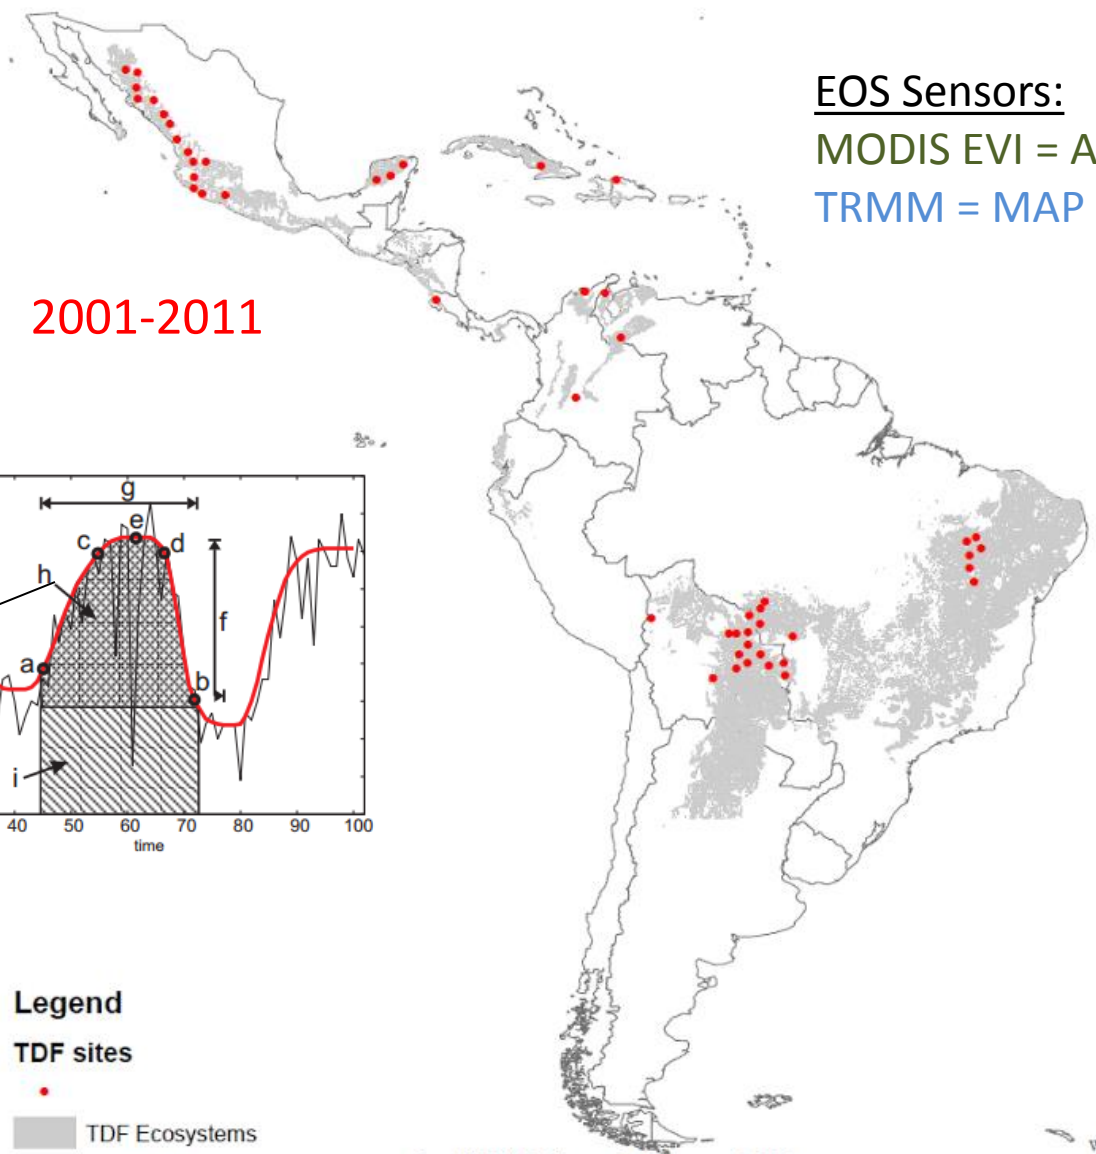 EOS Sensors:
MODIS EVI = A
TRMM = MAP
2001-2011
g
e
c
d
h
f
a
b
i
40 50 60 70 80 90 100
time
Legend
TDF sites
TDF Ecosystems